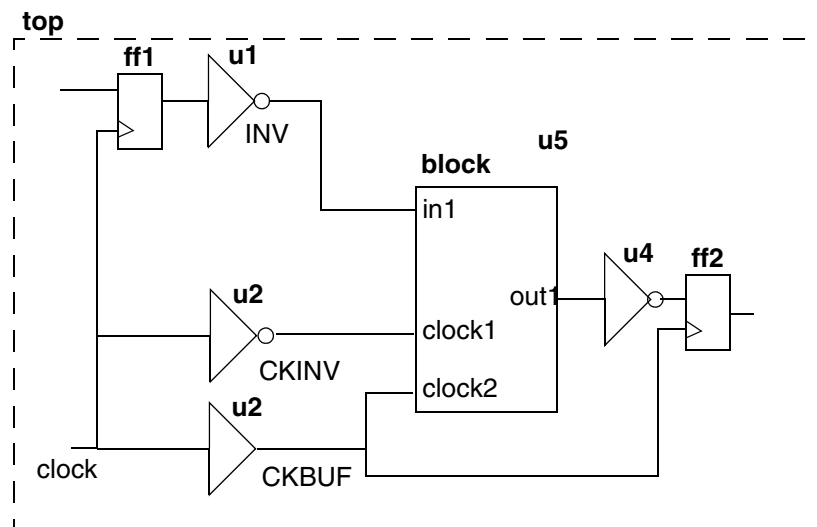 top
ff1
u1
INV
u5
block
in1
u4
ff2
u2
out1
clock1
CKINV
clock2
u2
clock
CKBUF